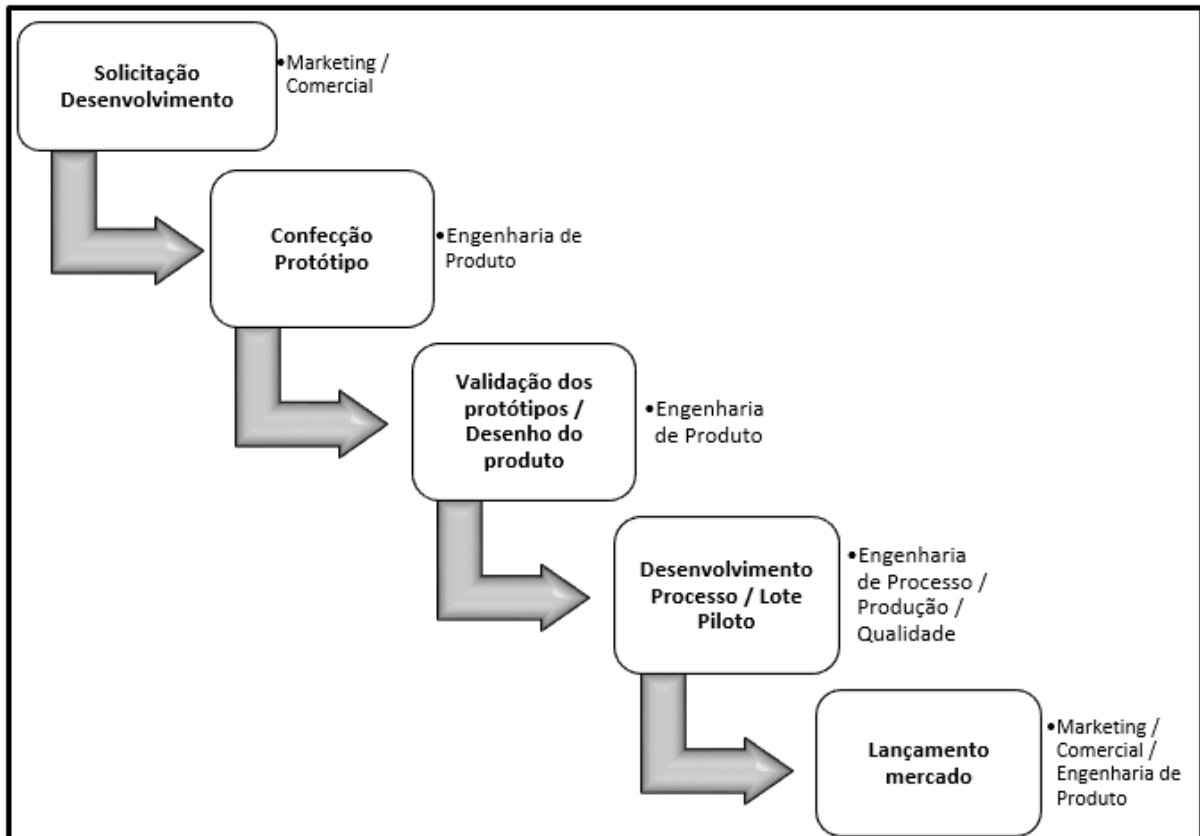 Solicitação
Desenvolvimento
•Marketing /
Comercial
Confecção
Protótipo
•Engenharia de
Produto
Validação dos
protótipos /
Desenho do
produto
•Engenharia
de Produto
Desenvolvimento
Processo / Lote
Piloto
•Engenharia
de Processo /
Produção /
Qualidade
Lançamento
mercado
•Marketing /
Comercial /
Engenharia de
Produto